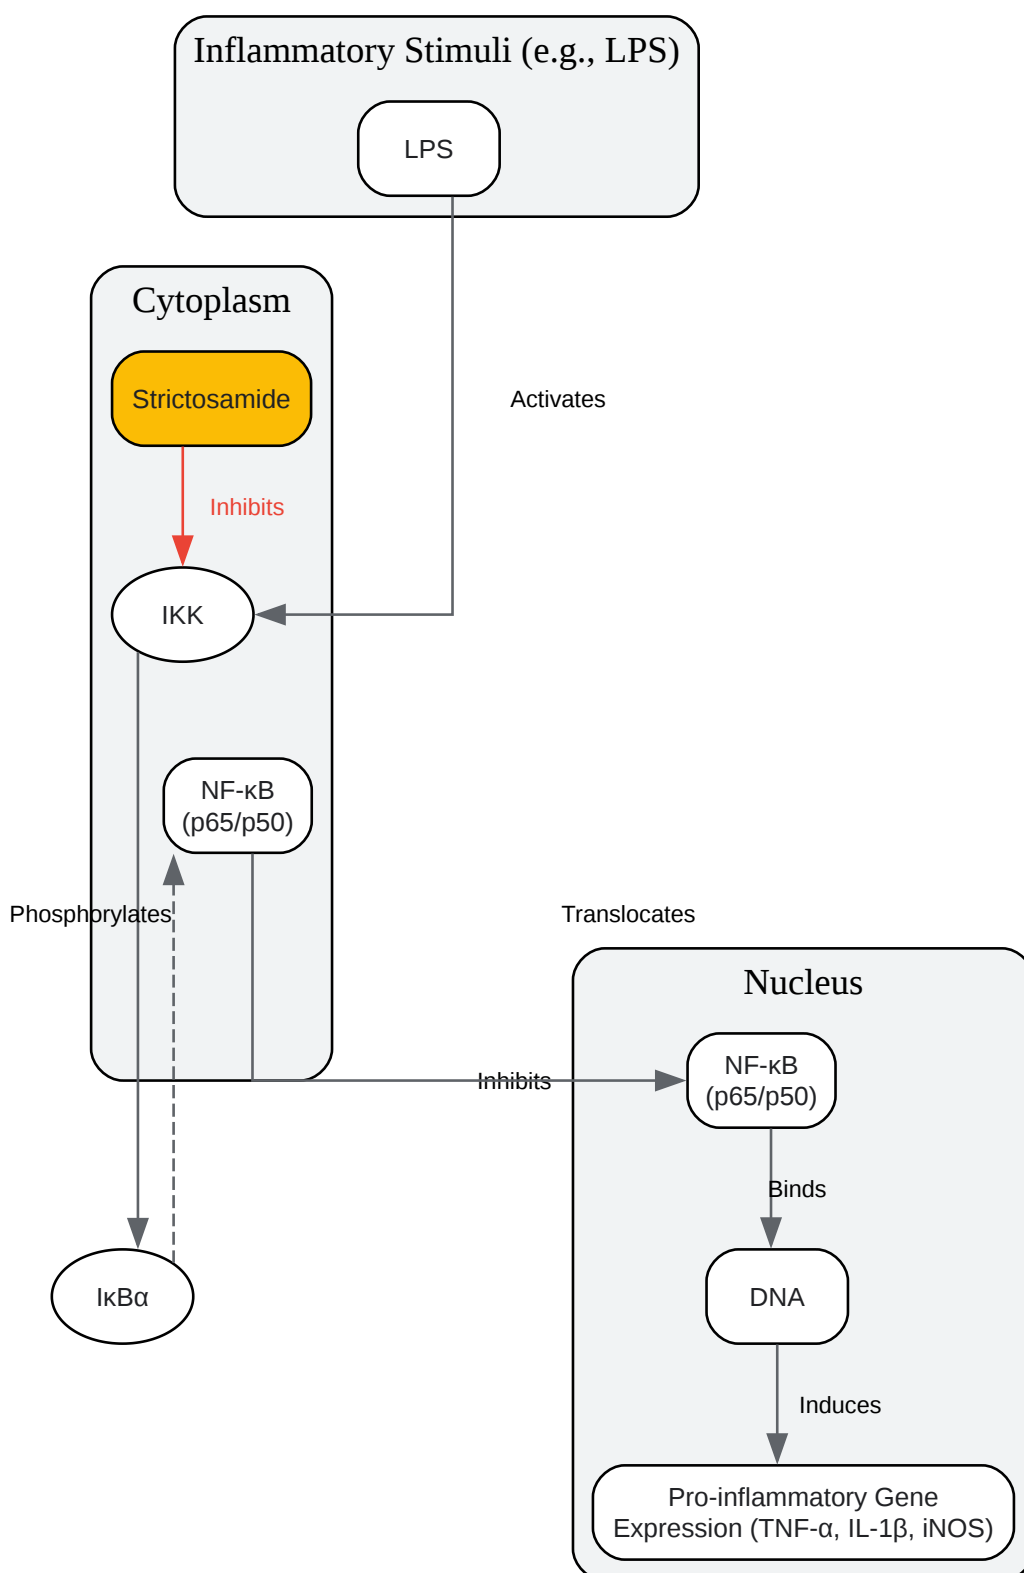 Inflammatory Stimuli (e.g., LPS)
LPS
Cytoplasm
Strictosamide
Activates
Inhibits
IKK
NF-κB
(p65/p50)
Phosphorylates
Translocates
Nucleus
Inhibits
NF-κB
(p65/p50)
Binds
IκBα
DNA
Induces
Pro-inflammatory Gene
Expression (TNF-α, IL-1β, iNOS)